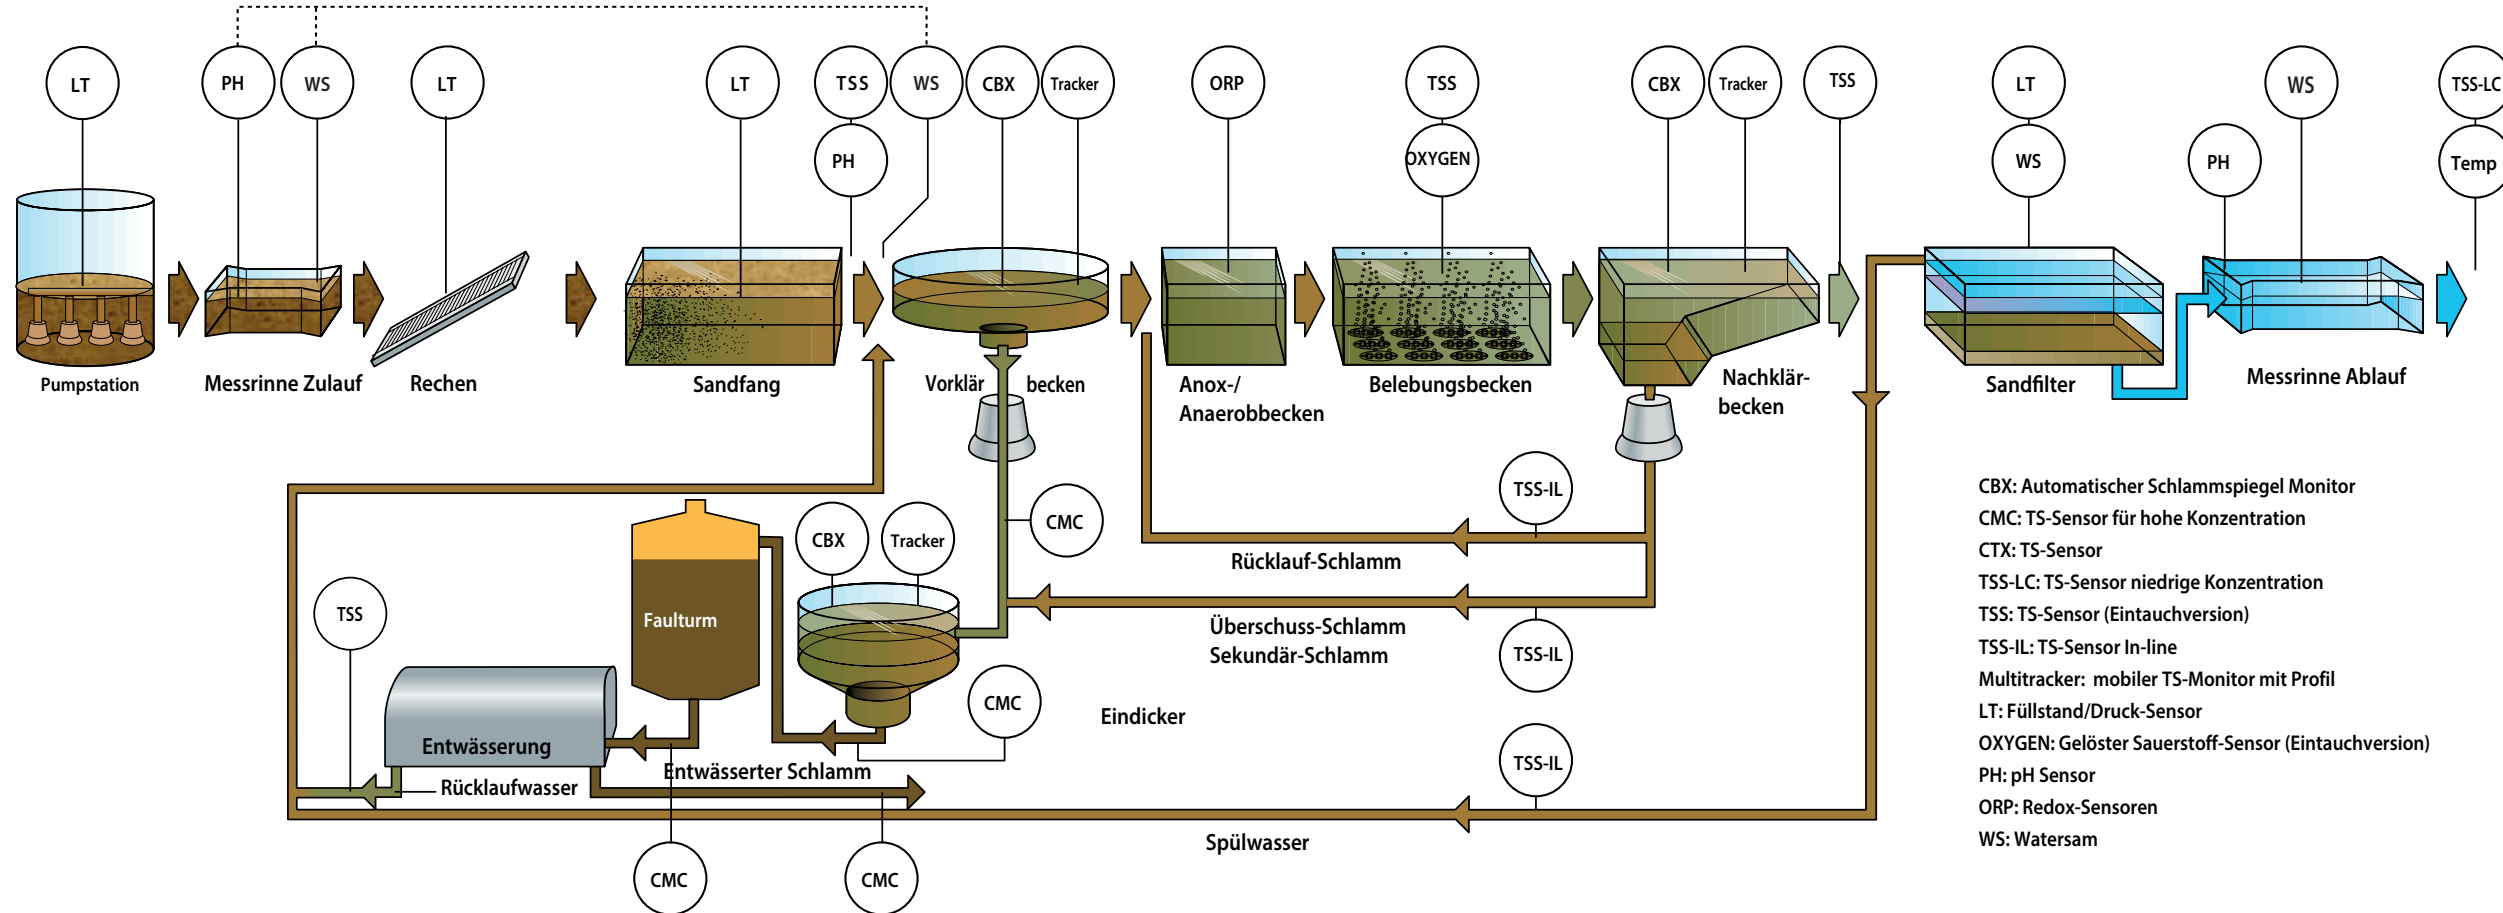 LT
PH
WS
LT
LT
TSS
WS
CBX
Tracker
ORP
TSS
CBX
Tracker
TSS
LT
WS
TSS-LC
PH
OXYGEN
WS
PH
Temp
Pumpstation
Messrinne Zulauf
Rechen
Sandfang
Vorklär
becken
Anox-/
Anaerobbecken
Belebungsbecken
Nachklär-
becken
Sandfilter
Messrinne Ablauf
TSS-IL
CMC
CBX
Tracker
Rücklauf-Schlamm
TSS
Faulturm
Überschuss-Schlamm
Sekundär-Schlamm
TSS-IL
CMC
Eindicker
Entwässerung
Entwässerter Schlamm
Rücklaufwasser
TSS-IL
Spülwasser
CMC
CMC
CBX: Automatischer Schlammspiegel Monitor
CMC: TS-Sensor für hohe Konzentration
CTX: TS-Sensor
TSS-LC: TS-Sensor niedrige Konzentration
TSS: TS-Sensor (Eintauchversion)
TSS-IL: TS-Sensor In-line
Multitracker: mobiler TS-Monitor mit Profil
LT: Füllstand/Druck-Sensor
OXYGEN: Gelöster Sauerstoff-Sensor (Eintauchversion)
PH: pH Sensor
ORP: Redox-Sensoren
WS: Watersam